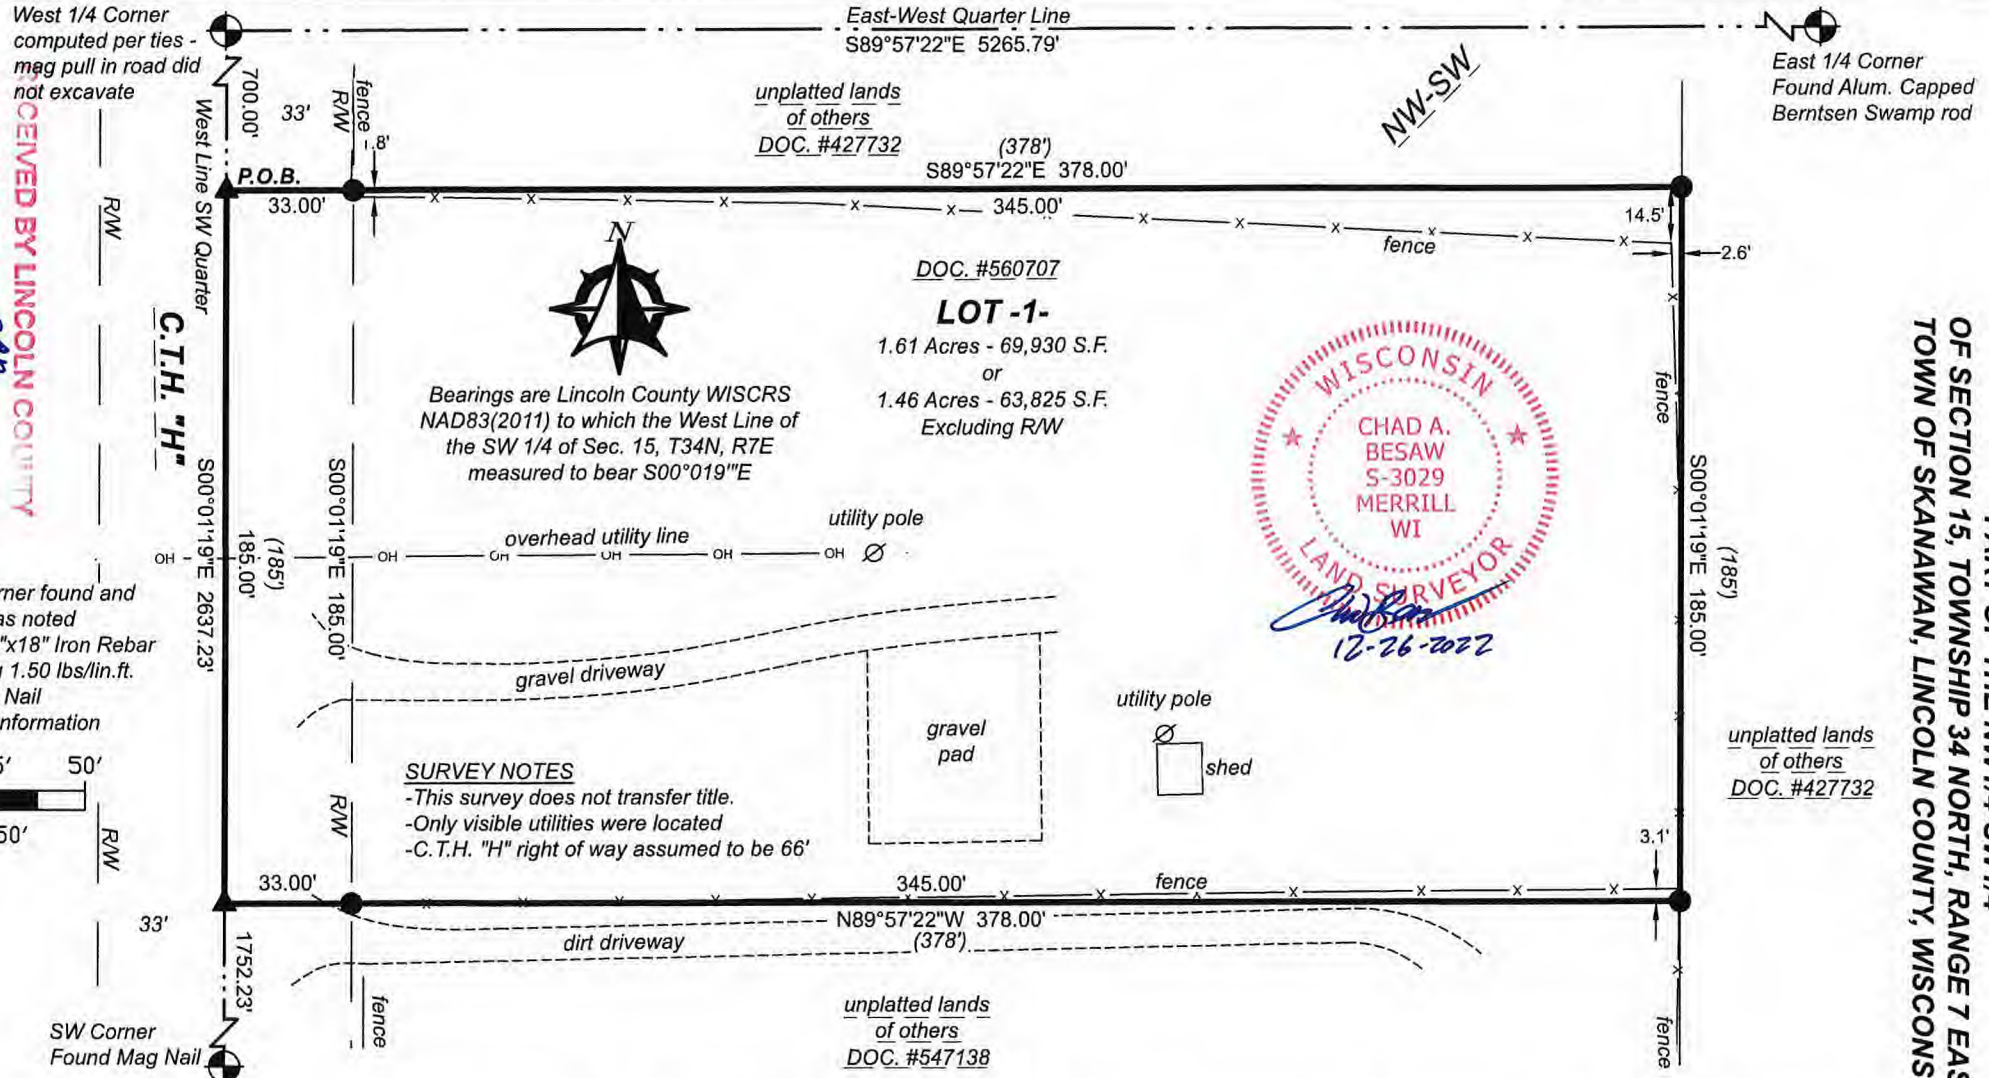 West 1/4 Corner
computed per ties -
mag pull in road did
not excavate
East-West Quarter Line
S89°57'22"E 5265.79'
East 1/4 Corner
Found Alum. Capped
Berntsen Swamp rod
NW-SW
unplatted lands
of others
DOC. #427732
(378')
S89°57'22"E 378.00'
700.00'
33'
fence
R/W
.8'
P.O.B.
33.00'
345.00'
14.5'
2.6'
fence
West Line SW Quarter
R/W
C.T.H. "H"
N
DOC. #560707
LOT -1-
1.61 Acres - 69,930 S.F.
or
1.46 Acres - 63,825 S.F.
Excluding R/W
Bearings are Lincoln County WISCRS
NAD83(2011) to which the West Line of
the SW 1/4 of Sec. 15, T34N, R7E
measured to bear S00°019'"E
WISCONSIN
CHAD A.
BESAW
S-3029
MERRILL
WI
LAND SURVEYOR
12-26-2022
fence
S00°01'19"E 185.00'
(185')
S00°01'19"E 2637.23'
185.00'
(185')
S00°01'19"E 185.00'
OH
OH
OH
OH
OH
OH
overhead utility line
utility pole
gravel driveway
gravel
pad
utility pole
shed
SURVEY NOTES
-This survey does not transfer title.
-Only visible utilities were located
-C.T.H. "H" right of way assumed to be 66'
R/W
R/W
unplatted lands
of others
DOC. #427732
3.1'
33.00'
345.00'
fence
N89°57'22"W 378.00'
(378')
dirt driveway
33'
1752.23'
fence
fence
unplatted lands
of others
DOC. #547138
SW Corner
Found Mag Nail
rner found and
as noted
"x18" Iron Rebar
1.50 lbs/lin.ft.
Nail
nformation
50'
50'
CEIVED BY LINCOLN COUNTY
OF SECTION 15, TOWNSHIP 34 NORTH, RANGE 7 EAS
TOWN OF SKANAWAN, LINCOLN COUNTY, WISCONS